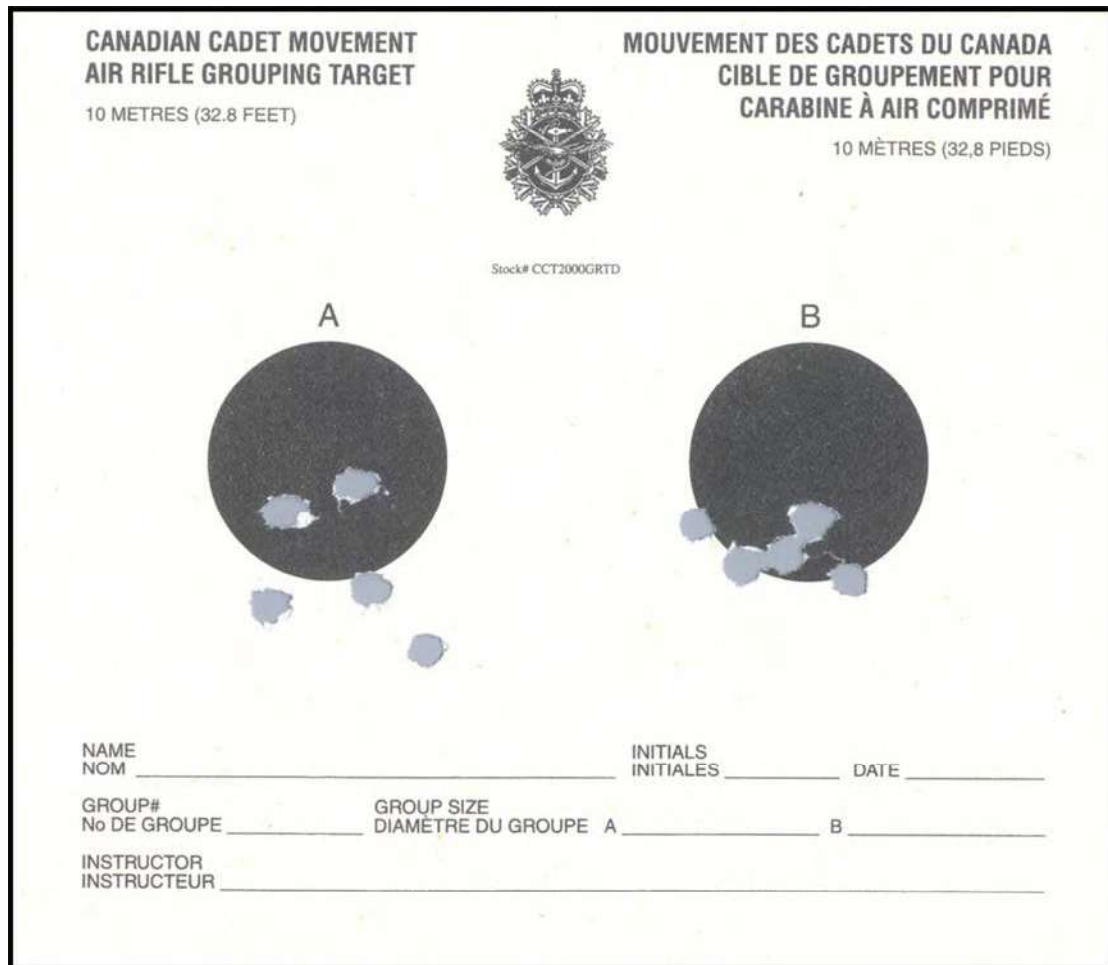 CANADIAN CADET MOVEMENT
AIR RIFLE GROUPING TARGET
10 METRES (32.8 FEET)
MOUVEMENT DES CADETS DU CANADA
CIBLE DE GROUPEMENT POUR
CARABINE À AIR COMPRIMÉ
10 MÈTRES (32,8 PIEDS)
Stock# CCT2000GRTD
A
B
NAME
NOM
INITIALS
INITIALES
DATE
GROUP#
No DE GROUPE
GROUP SIZE
DIAMÈTRE DU GROUPE A
B
INSTRUCTOR
INSTRUCTEUR